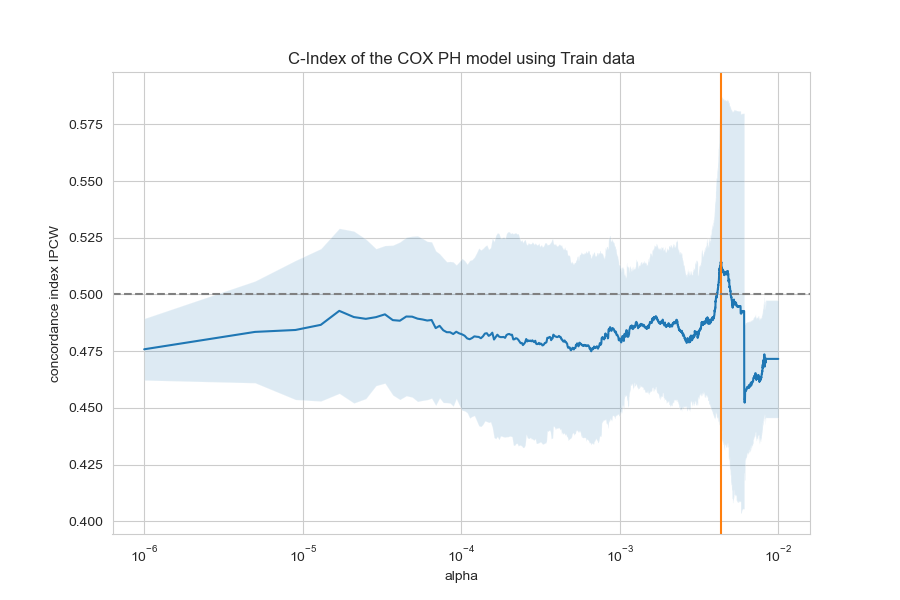 C-Index of the COX PH model using Train data
concordance index IPCW
0.575
0.550
0.525
0.500
0.475
0.450
0.425
0.400
10⁻⁶ 10⁻⁵ 10⁻⁴ 10⁻³ 10⁻²
alpha